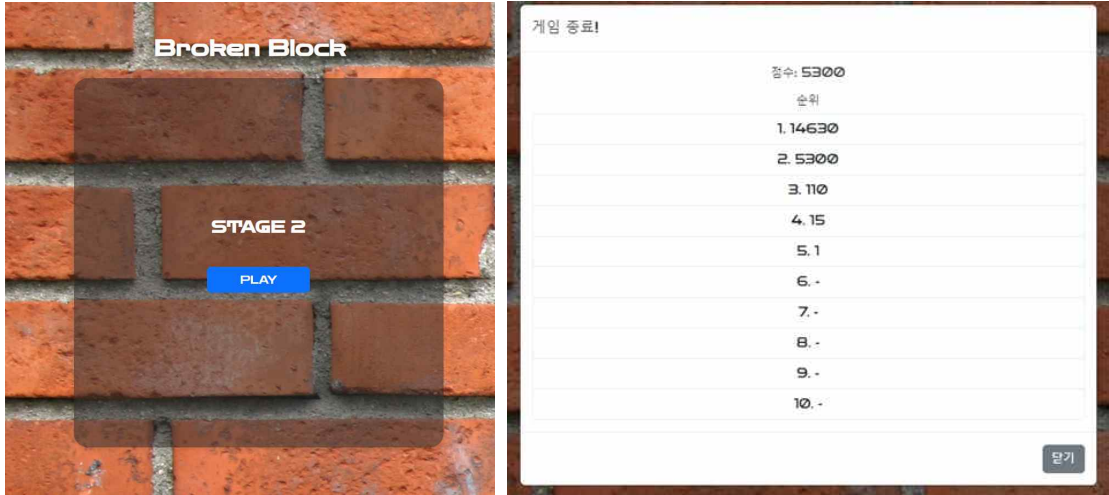 Broken Block
STAGE 2
PLAY
게임 종료!
점수: 5300
순위
1. 14630
2. 5300
3. 110
4. 15
5. 1
6. -
7. -
8. -
9. -
10. -
닫기